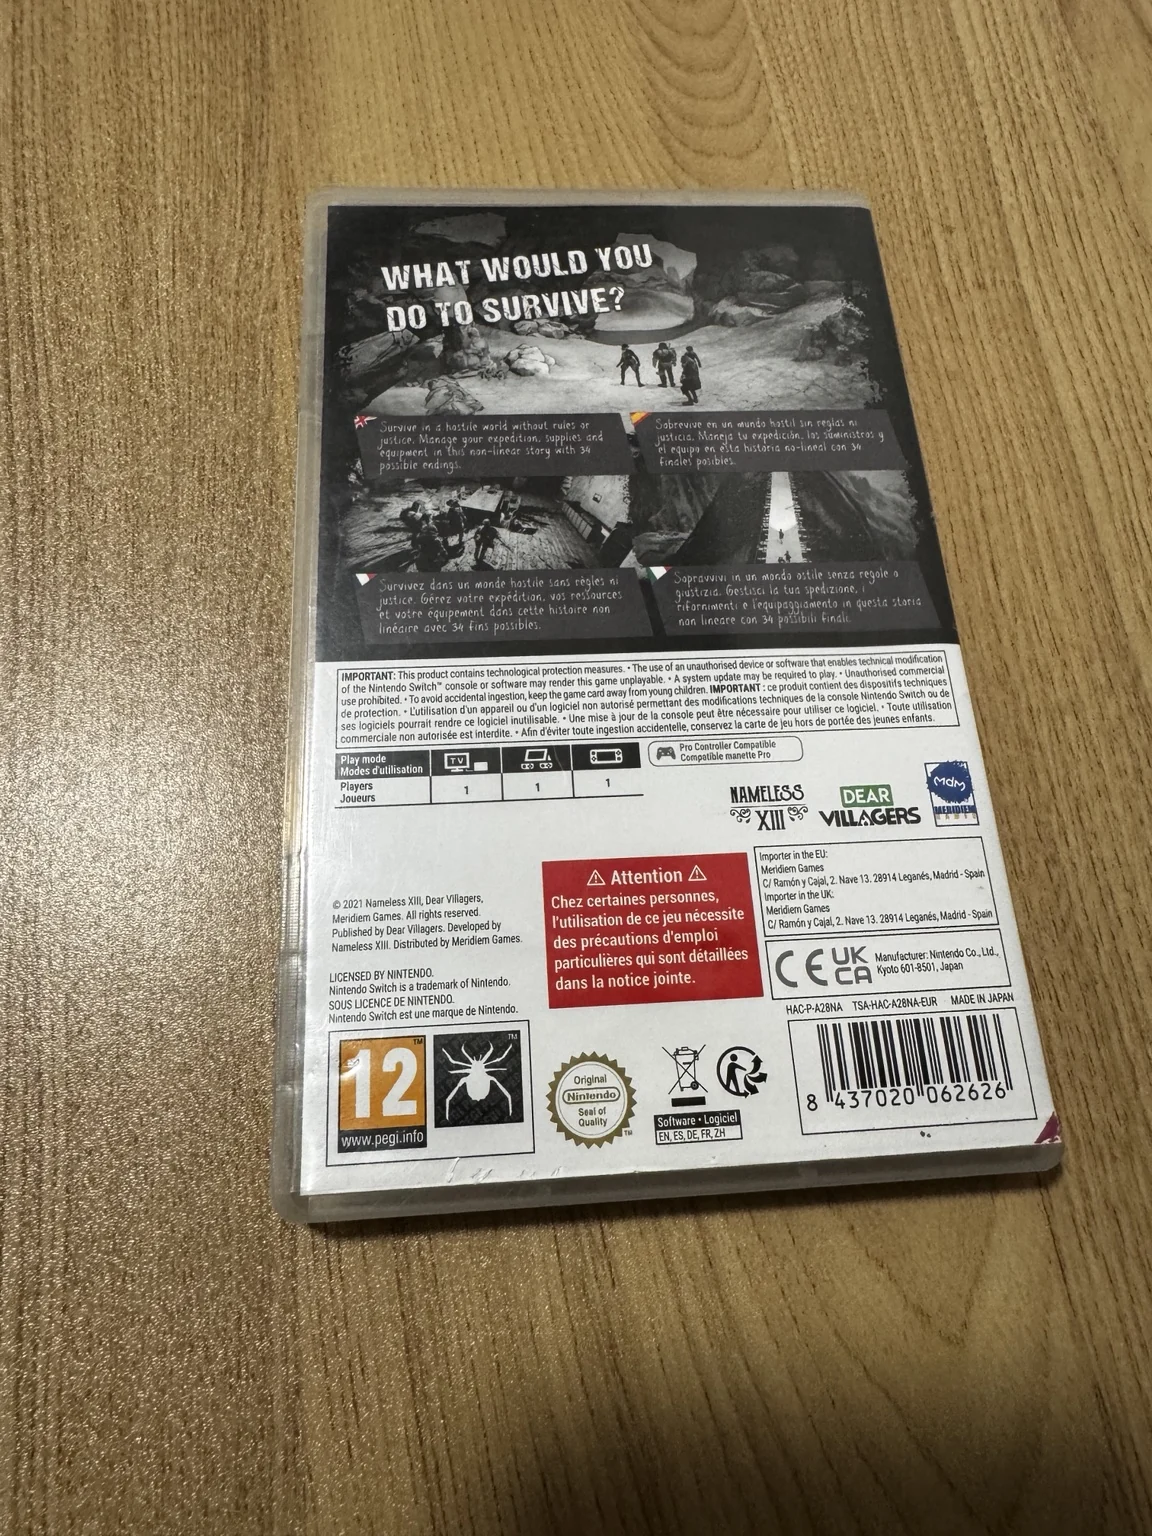 WHAT WOULD YOU
DO TO SURVIVE?
Survive in a hostile world without rules or
justice. Manage your expedition, supplies and
equipment in this non-linear story with 34
possible endings.
Sobrevive en un mundo hostil sin reglas ni
justicia. Maneja tu expedición, los suministros y
el equipo en esta historia no-lineal con 34
finales posibles.
Survivez dans un monde hostile sans règles ni
justice. Gérez votre expédition, vos ressources
et votre équipement dans cette histoire non
linéaire avec 34 fins possibles.
Sopravvivi in un mondo ostile senza regole o
giustizia. Gestisci la tua spedizione, i
rifornimenti e l'equipaggiamento in questa storia
non lineare con 34 possibili finali.
IMPORTANT: This product contains technological protection measures. • The use of an unauthorised device or software that enables technical modification
of the Nintendo Switch™ console or software may render this game unplayable. • A system update may be required to play. • Unauthorised commercial
use prohibited. • To avoid accidental ingestion, keep the game card away from young children. IMPORTANT : ce produit contient des dispositifs techniques
de protection. • L'utilisation d'un appareil ou d'un logiciel non autorisé permettant des modifications techniques de la console Nintendo Switch ou de
ses logiciels pourrait rendre ce logiciel inutilisable. • Une mise à jour de la console peut être nécessaire pour utiliser ce logiciel. • Toute utilisation
commerciale non autorisée est interdite. • Afin d'éviter toute ingestion accidentelle, conservez la carte de jeu hors de portée des jeunes enfants.
Play mode
Modes d'utilisation
TV
Players
Joueurs
1
1
1
Pro Controller Compatible
Compatible manette Pro
NAMELESS
XIII
DEAR
VILLAGERS
MDM
MERIDIEM
GAMES
© 2021 Nameless XIII, Dear Villagers,
Meridiem Games. All rights reserved.
Published by Dear Villagers. Developed by
Nameless XIII. Distributed by Meridiem Games.
LICENSED BY NINTENDO.
Nintendo Switch is a trademark of Nintendo.
SOUS LICENCE DE NINTENDO.
Nintendo Switch est une marque de Nintendo.
Attention
Chez certaines personnes,
l'utilisation de ce jeu nécessite
des précautions d'emploi
particulières qui sont détaillées
dans la notice jointe.
Importer in the EU:
Meridiem Games
C/ Ramón y Cajal, 2. Nave 13. 28914 Leganés, Madrid - Spain
Importer in the UK:
Meridiem Games
C/ Ramón y Cajal, 2. Nave 13. 28914 Leganés, Madrid - Spain
CE UK
CA
Manufacturer: Nintendo Co., Ltd.,
Kyoto 601-8501, Japan
HAC-P-A28NA TSA-HAC-A28NA-EUR MADE IN JAPAN
12 TM
www.pegi.info
TM
Original
Nintendo
Seal of
Quality
TM
Software • Logiciel
EN, ES, DE, FR, ZH
8 437020 062626